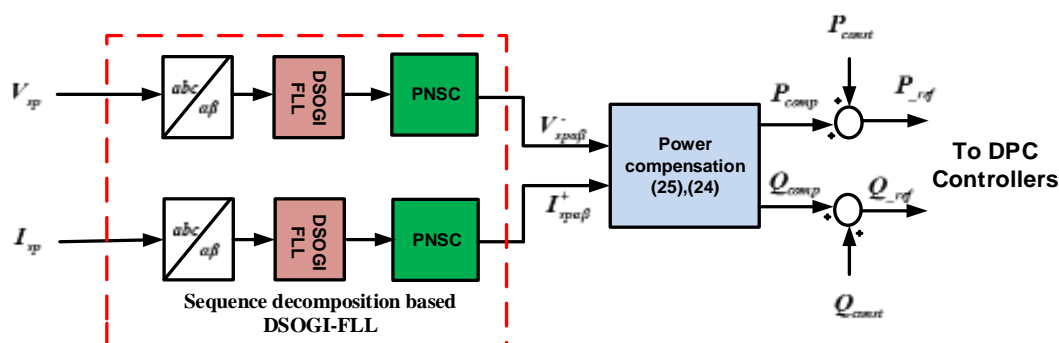 V_sp
abc
αβ
DSOGI
FLL
PNSC
V⁻_spαβ
I_sp
abc
αβ
DSOGI
FLL
PNSC
I⁺_spαβ
Sequence decomposition based
DSOGI-FLL
Power
compensation
(25),(24)
P_comp
Q_comp
P_const
+
+
P_ref
Q_ref
+
+
Q_const
To DPC
Controllers